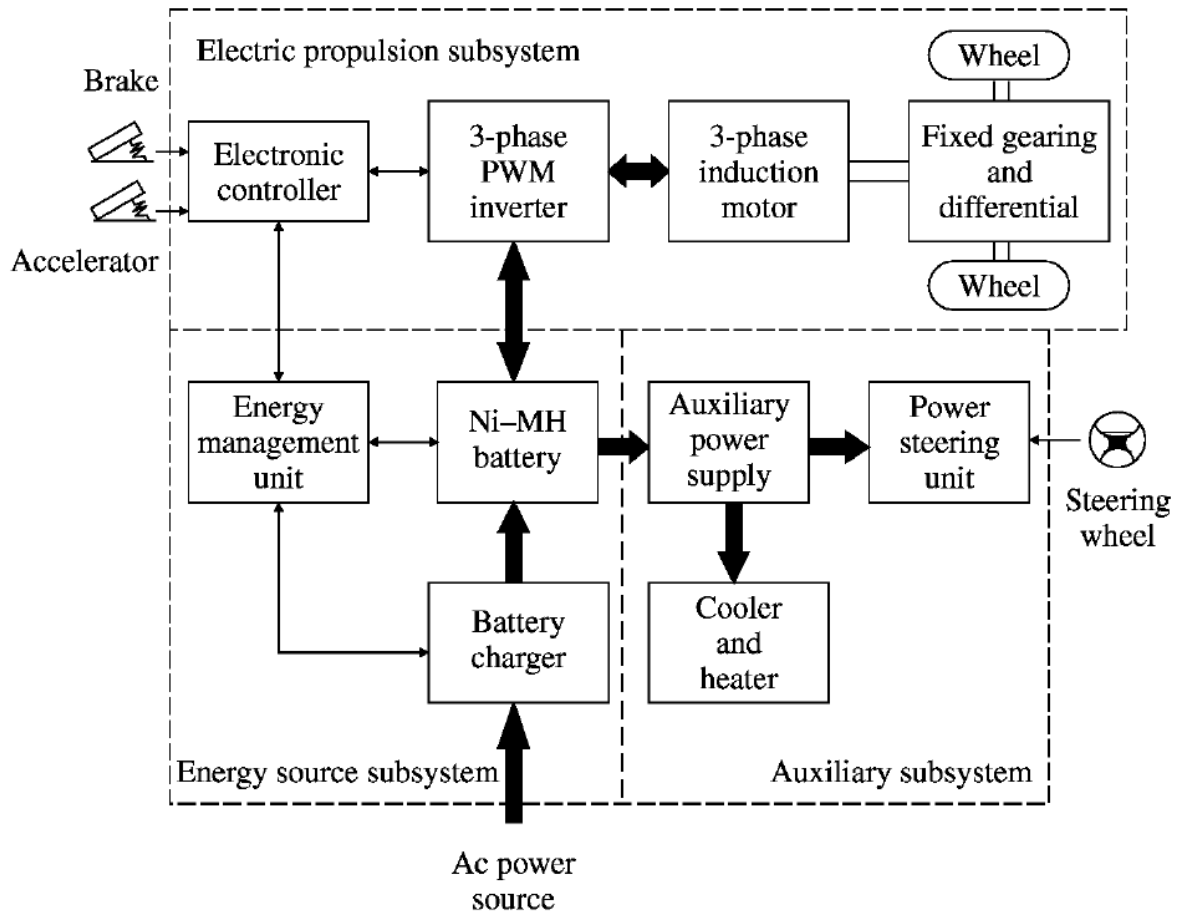 Electric propulsion subsystem
Brake
Accelerator
Electronic
controller
3-phase
PWM
inverter
3-phase
induction
motor
Wheel
Fixed gearing
and
differential
Wheel
Energy
management
unit
Ni–MH
battery
Auxiliary
power
supply
Power
steering
unit
Steering
wheel
Battery
charger
Cooler
and
heater
Energy source subsystem
Auxiliary subsystem
Ac power
source